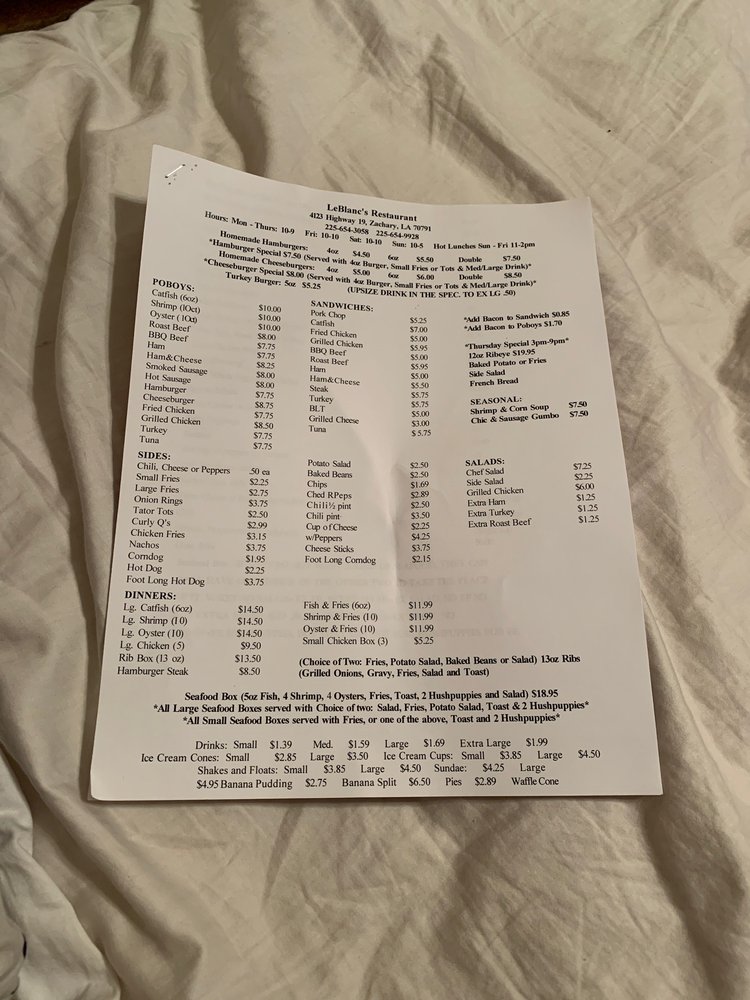 LeBlanc's Restaurant
4123 Highway 19, Zachary, LA 70791
225-654-3058 225-654-9928
Hours: Mon - Thurs: 10-9 Fri: 10-10 Sat: 10-10 Sun: 10-5 Hot Lunches Sun - Fri 11-2pm
Homemade Hamburgers: 4oz $4.50 6oz $5.50 Double $7.50
*Hamburger Special $7.50 (Served with 4oz Burger, Small Fries or Tots & Med/Large Drink)*
Homemade Cheeseburgers: 4oz $5.00 6oz $6.00 Double $8.50
*Cheeseburger Special $8.00 (Served with 4oz Burger, Small Fries or Tots & Med/Large Drink)*
Turkey Burger: 5oz $5.25 (UPSIZE DRINK IN THE SPEC. TO EX LG .50)
POBOYS:
Catfish (6oz) $10.00
Shrimp (10ct) $10.00
Oyster (10ct) $10.00
Roast Beef $8.00
BBQ Beef $7.75
Ham $7.75
Ham&Cheese $8.25
Smoked Sausage $8.00
Hot Sausage $8.00
Hamburger $7.75
Cheeseburger $8.75
Fried Chicken $7.75
Grilled Chicken $8.50
Turkey $7.75
Tuna $7.75
SANDWICHES:
Pork Chop $5.25
Catfish $7.00
Fried Chicken $5.00
Grilled Chicken $5.95
BBQ Beef $5.00
Roast Beef $5.95
Ham $5.00
Ham&Cheese $5.50
Steak $5.75
Turkey $5.75
BLT $5.00
Grilled Cheese $3.00
Tuna $5.75
*Add Bacon to Sandwich $0.85
*Add Bacon to Poboys $1.70
*Thursday Special 3pm-9pm*
12oz Ribeye $19.95
Baked Potato or Fries
Side Salad
French Bread
SEASONAL:
Shrimp & Corn Soup $7.50
Chic & Sausage Gumbo $7.50
SIDES:
Chili, Cheese or Peppers .50 ea
Small Fries $2.25
Large Fries $2.75
Onion Rings $3.75
Tator Tots $2.50
Curly Q's $2.99
Chicken Fries $3.15
Nachos $3.75
Corndog $1.95
Hot Dog $2.25
Foot Long Hot Dog $3.75
Potato Salad $2.50
Baked Beans $2.50
Chips $1.69
Ched RPeps $2.89
Chili ½ pint $2.50
Chili pint $3.50
Cup of Cheese $2.25
w/Peppers $4.25
Cheese Sticks $3.75
Foot Long Corndog $2.15
SALADS:
Chef Salad $7.25
Side Salad $2.25
Grilled Chicken $6.00
Extra Ham $1.25
Extra Turkey $1.25
Extra Roast Beef $1.25
DINNERS:
Lg. Catfish (6oz) $14.50
Lg. Shrimp (10) $14.50
Lg. Oyster (10) $14.50
Lg. Chicken (5) $9.50
Rib Box (13 oz) $13.50
Hamburger Steak $8.50
Fish & Fries (6oz) $11.99
Shrimp & Fries (10) $11.99
Oyster & Fries (10) $11.99
Small Chicken Box (3) $5.25
(Choice of Two: Fries, Potato Salad, Baked Beans or Salad) 13oz Ribs
(Grilled Onions, Gravy, Fries, Salad and Toast)
Seafood Box (5oz Fish, 4 Shrimp, 4 Oysters, Fries, Toast, 2 Hushpuppies and Salad) $18.95
*All Large Seafood Boxes served with Choice of two: Salad, Fries, Potato Salad, Toast & 2 Hushpuppies*
*All Small Seafood Boxes served with Fries, or one of the above, Toast and 2 Hushpuppies*
Drinks: Small $1.39 Med. $1.59 Large $1.69 Extra Large $1.99
Ice Cream Cones: Small $2.85 Large $3.50 Ice Cream Cups: Small $3.85 Large $4.50
Shakes and Floats: Small $3.85 Large $4.50 Sundae: $4.25 Large
$4.95 Banana Pudding $2.75 Banana Split $6.50 Pies $2.89 Waffle Cone